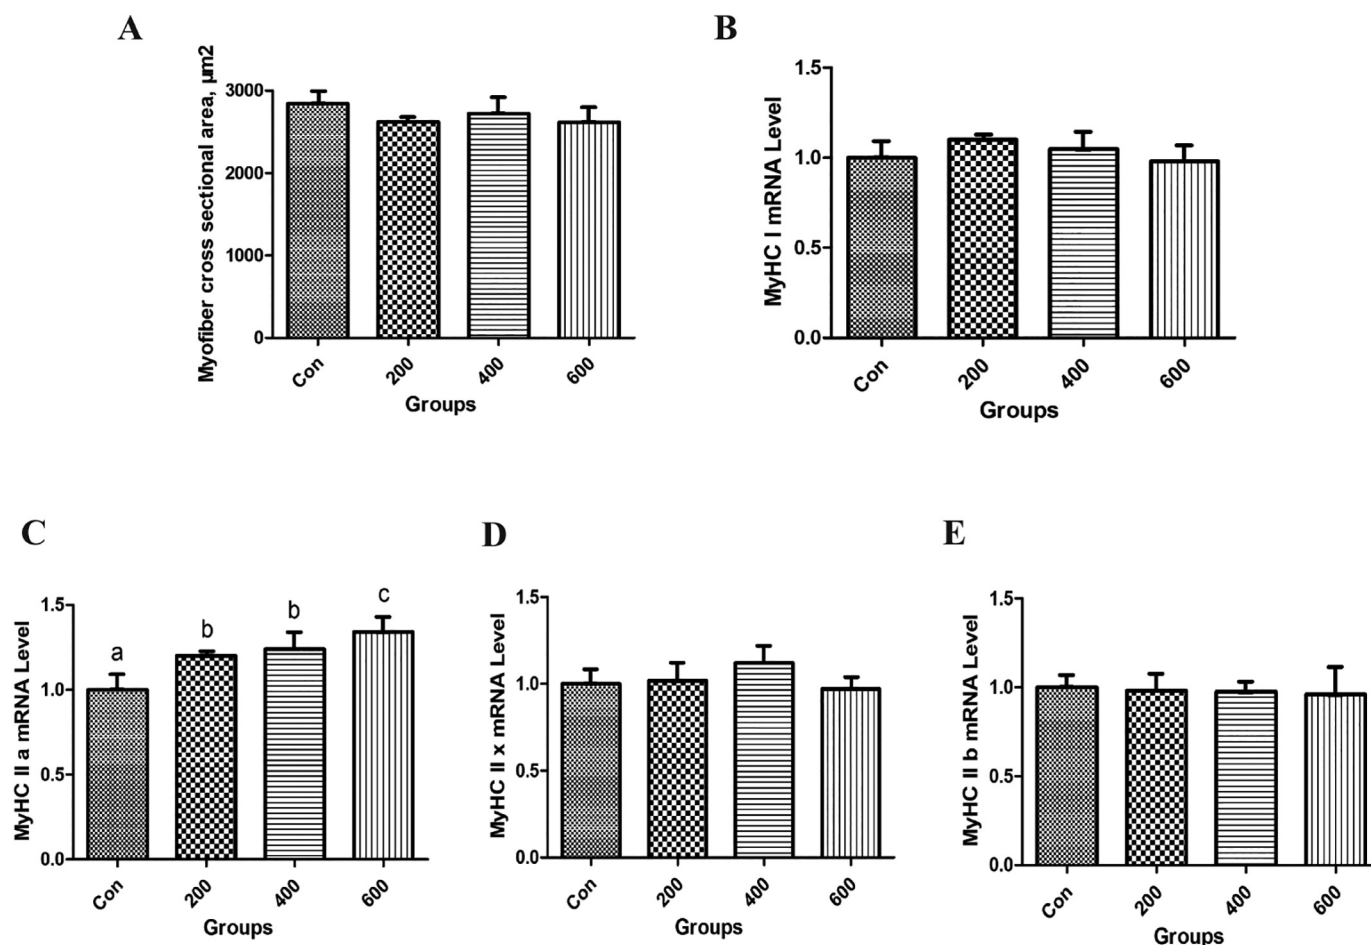 A
Myofiber cross sectional area, µm2
3000
2000
1000
0
Con
200
400
600
Groups
B
MyHC I mRNA Level
1.5
1.0
0.5
0.0
Con
200
400
600
Groups
C
MyHC II a mRNA Level
1.5
1.0
0.5
0.0
a
b
b
c
Con
200
400
600
Groups
D
MyHC II x mRNA Level
1.5
1.0
0.5
0.0
Con
200
400
600
Groups
E
MyHC II b mRNA Level
1.5
1.0
0.5
0.0
Con
200
400
600
Groups